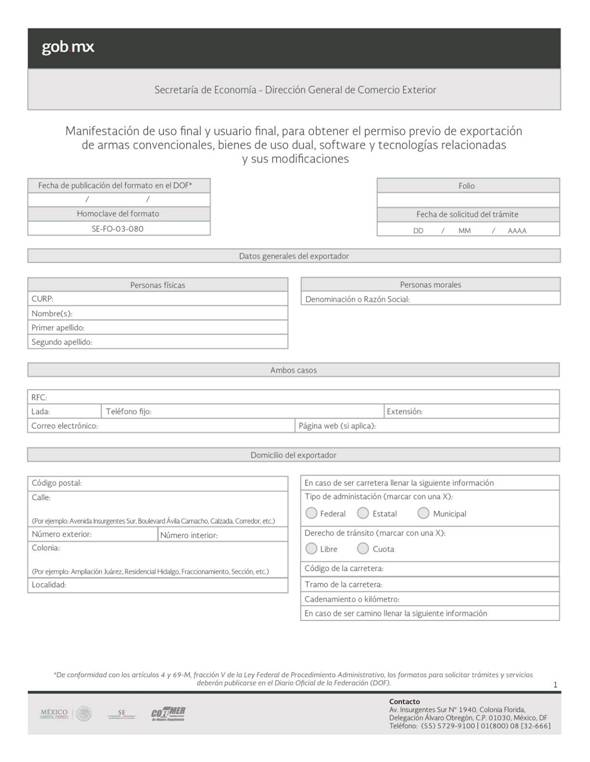 gob.mx
Secretaría de Economía - Dirección General de Comercio Exterior
Manifestación de uso final y usuario final, para obtener el permiso previo de exportación
de armas convencionales, bienes de uso dual, software y tecnologías relacionadas
y sus modificaciones
Fecha de publicación del formato en el DOF*
/ /
Homoclave del formato
SE-FO-03-080
Folio
Fecha de solicitud del trámite
DD / MM / AAAA
Datos generales del exportador
Personas físicas
CURP:
Nombre(s):
Primer apellido:
Segundo apellido:
Personas morales
Denominación o Razón Social:
Ambos casos
RFC:
Lada: Teléfono fijo: Extensión:
Correo electrónico: Página web (si aplica):
Domicilio del exportador
Código postal:
Calle:
(Por ejemplo: Avenida Insurgentes Sur, Boulevard Ávila Camacho, Calzada, Corredor, etc.)
Número exterior: Número interior:
Colonia:
(Por ejemplo: Ampliación Juárez, Residencial Hidalgo, Fraccionamiento, Sección, etc.)
Localidad:
En caso de ser carretera llenar la siguiente información
Tipo de administación (marcar con una X):
Federal Estatal Municipal
Derecho de tránsito (marcar con una X):
Libre Cuota
Código de la carretera:
Tramo de la carretera:
Cadenamiento o kilómetro:
En caso de ser camino llenar la siguiente información
*De conformidad con los artículos 4 y 69-M, fracción V de la Ley Federal de Procedimiento Administrativo, los formatos para solicitar trámites y servicios
deberán publicarse en el Diario Oficial de la Federación (DOF).
1
MÉXICO
SE
COFEMER
Contacto
Av. Insurgentes Sur N° 1940, Colonia Florida,
Delegación Álvaro Obregón, C.P. 01030, México, DF
Teléfono: (55) 5729-9100 | 01(800) 08 [32-666]